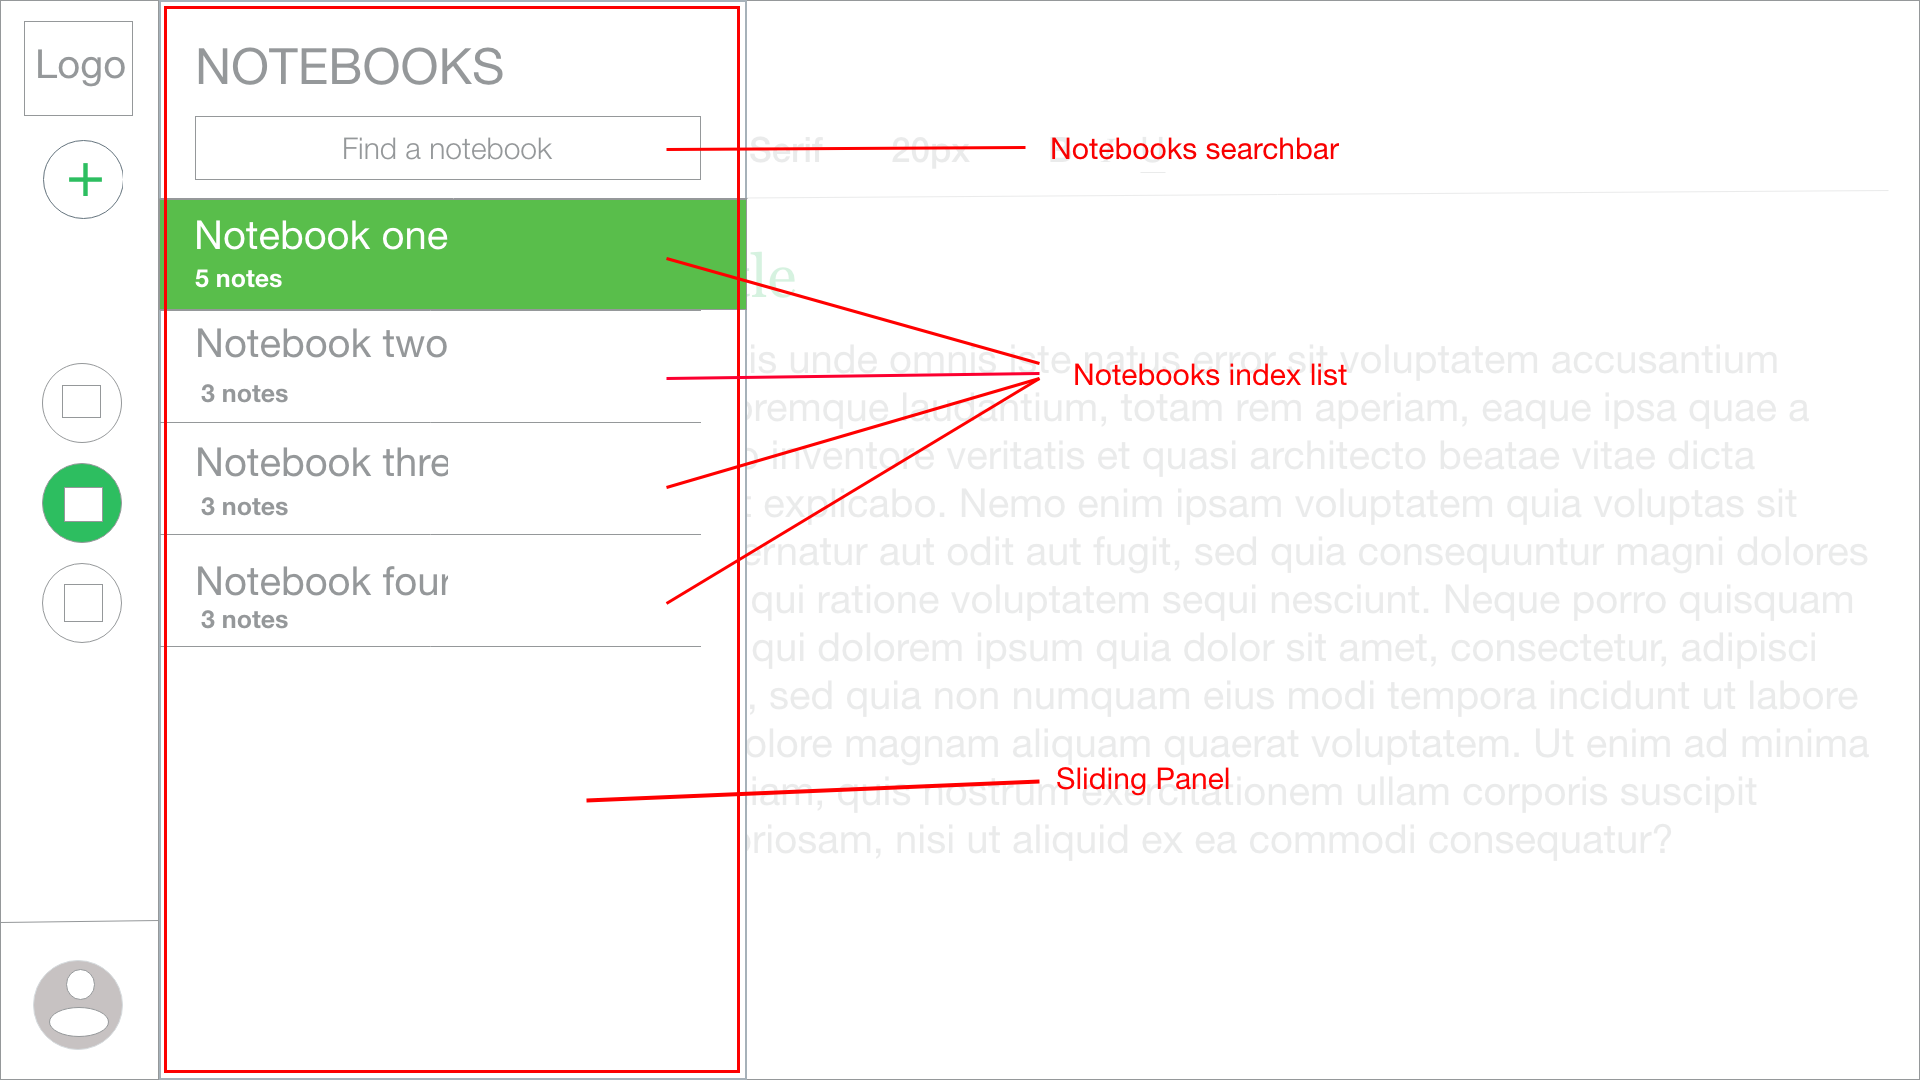 Logo
NOTEBOOKS
Find a notebook
Serif 20px
Notebooks searchbar
Notebook one
5 notes
Notebook two
3 notes
Notebook thre
3 notes
Notebook four
3 notes
Notebooks index list
Sliding Panel
is unde omnis iste natus error sit voluptatem accusantium
laudantium, totam rem aperiam, eaque ipsa quae a
inventore veritatis et quasi architecto beatae vitae dicta
explicabo. Nemo enim ipsam voluptatem quia voluptas sit
aut odit aut fugit, sed quia consequuntur magni dolores
qui ratione voluptatem sequi nesciunt. Neque porro quisquam
qui dolorem ipsum quia dolor sit amet, consectetur, adipisci
, sed quia non numquam eius modi tempora incidunt ut labore
olore magnam aliquam quaerat voluptatem. Ut enim ad minima
iam, quis nostrum exercitationem ullam corporis suscipit
oriosam, nisi ut aliquid ex ea commodi consequatur?